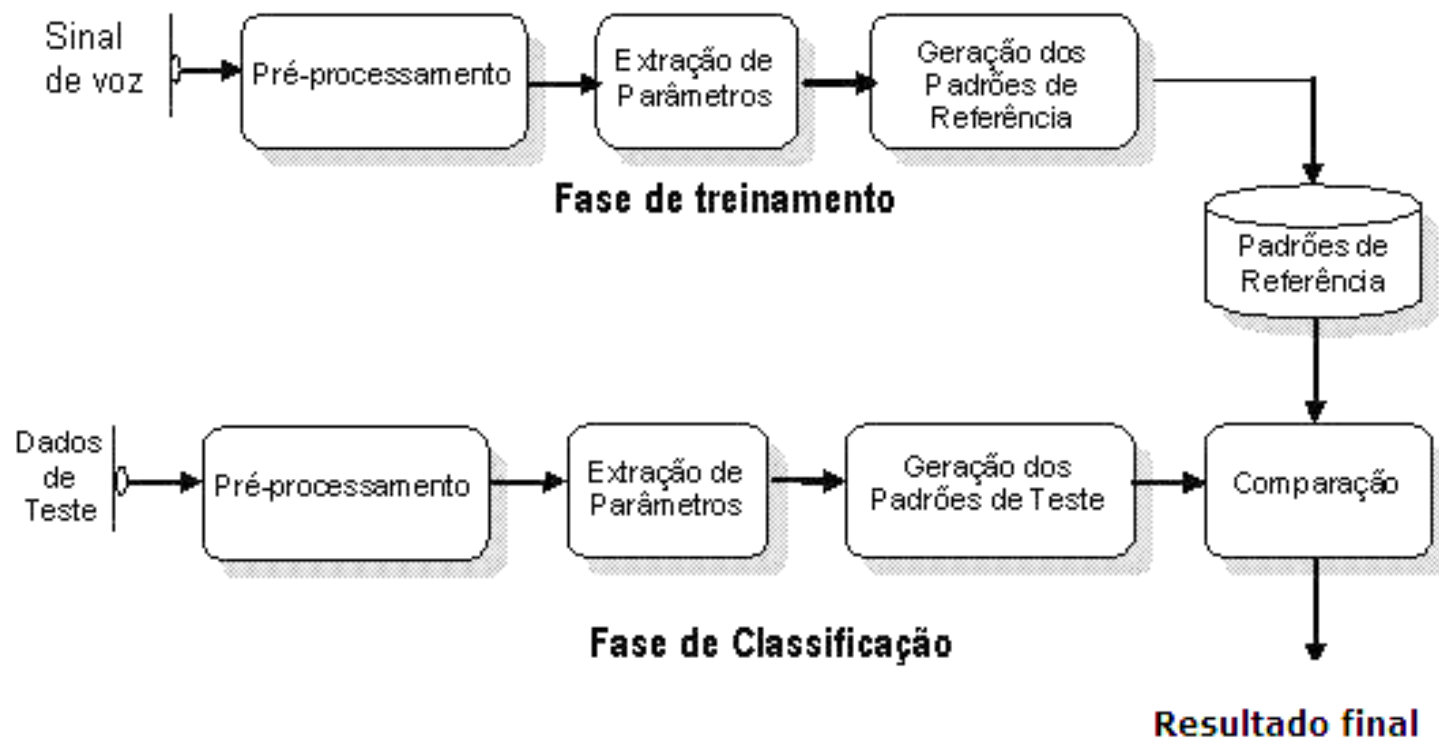 Sinal
de voz
Pré-processamento
Extração de
Parâmetros
Geração dos
Padrões de
Referência
Fase de treinamento
Padrões de
Referência
Dados
de
Teste
Pré-processamento
Extração de
Parâmetros
Geração dos
Padrões de Teste
Comparação
Fase de Classificação
Resultado final